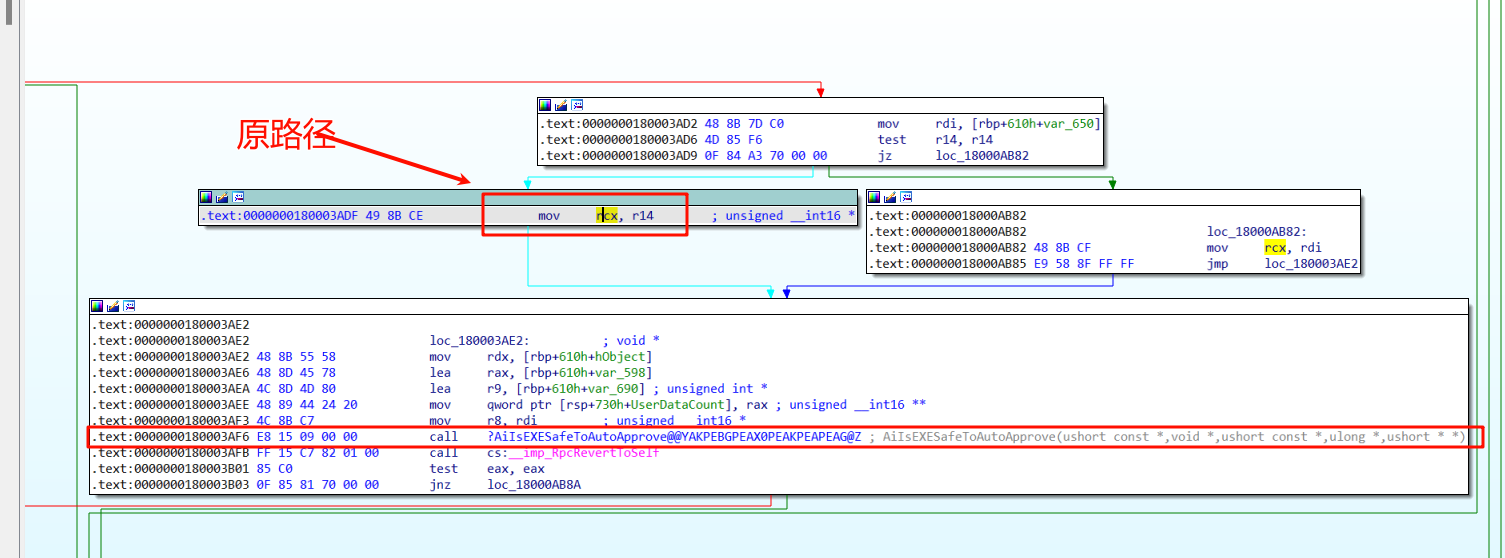 原路径
.text:0000000180003AD2 48 8B 7D C0 mov rdi, [rbp+610h+var_650]
.text:0000000180003AD6 4D 85 F6 test r14, r14
.text:0000000180003AD9 0F 84 A3 70 00 00 jz loc_18000AB82
.text:0000000180003ADF 49 8B CE mov rcx, r14 ; unsigned __int16 *
.text:000000018000AB82
.text:000000018000AB82 loc_18000AB82:
.text:000000018000AB82 48 8B CF mov rcx, rdi
.text:000000018000AB85 E9 58 8F FF FF jmp loc_180003AE2
.text:0000000180003AE2
.text:0000000180003AE2 loc_180003AE2: ; void *
.text:0000000180003AE2 48 8B 55 58 mov rdx, [rbp+610h+hObject]
.text:0000000180003AE6 48 8D 45 78 lea rax, [rbp+610h+var_598]
.text:0000000180003AEA 4C 8D 4D 80 lea r9, [rbp+610h+var_690] ; unsigned int *
.text:0000000180003AEE 48 89 44 24 20 mov qword ptr [rsp+730h+UserDataCount], rax ; unsigned __int16 **
.text:0000000180003AF3 4C 8B C7 mov r8, rdi ; unsigned __int16 *
.text:0000000180003AF6 E8 15 09 00 00 call ?AiIsEXESafeToAutoApprove@@YAKPEBGPEAX0PEAKPEAPEAG@Z ; AiIsEXESafeToAutoApprove(ushort const *,void *,ushort const *,ulong *,ushort * *)
.text:0000000180003AFB FF 15 C7 82 01 00 call cs:__imp_RpcRevertToSelf
.text:0000000180003B01 85 C0 test eax, eax
.text:0000000180003B03 0F 85 81 70 00 00 jnz loc_18000AB8A